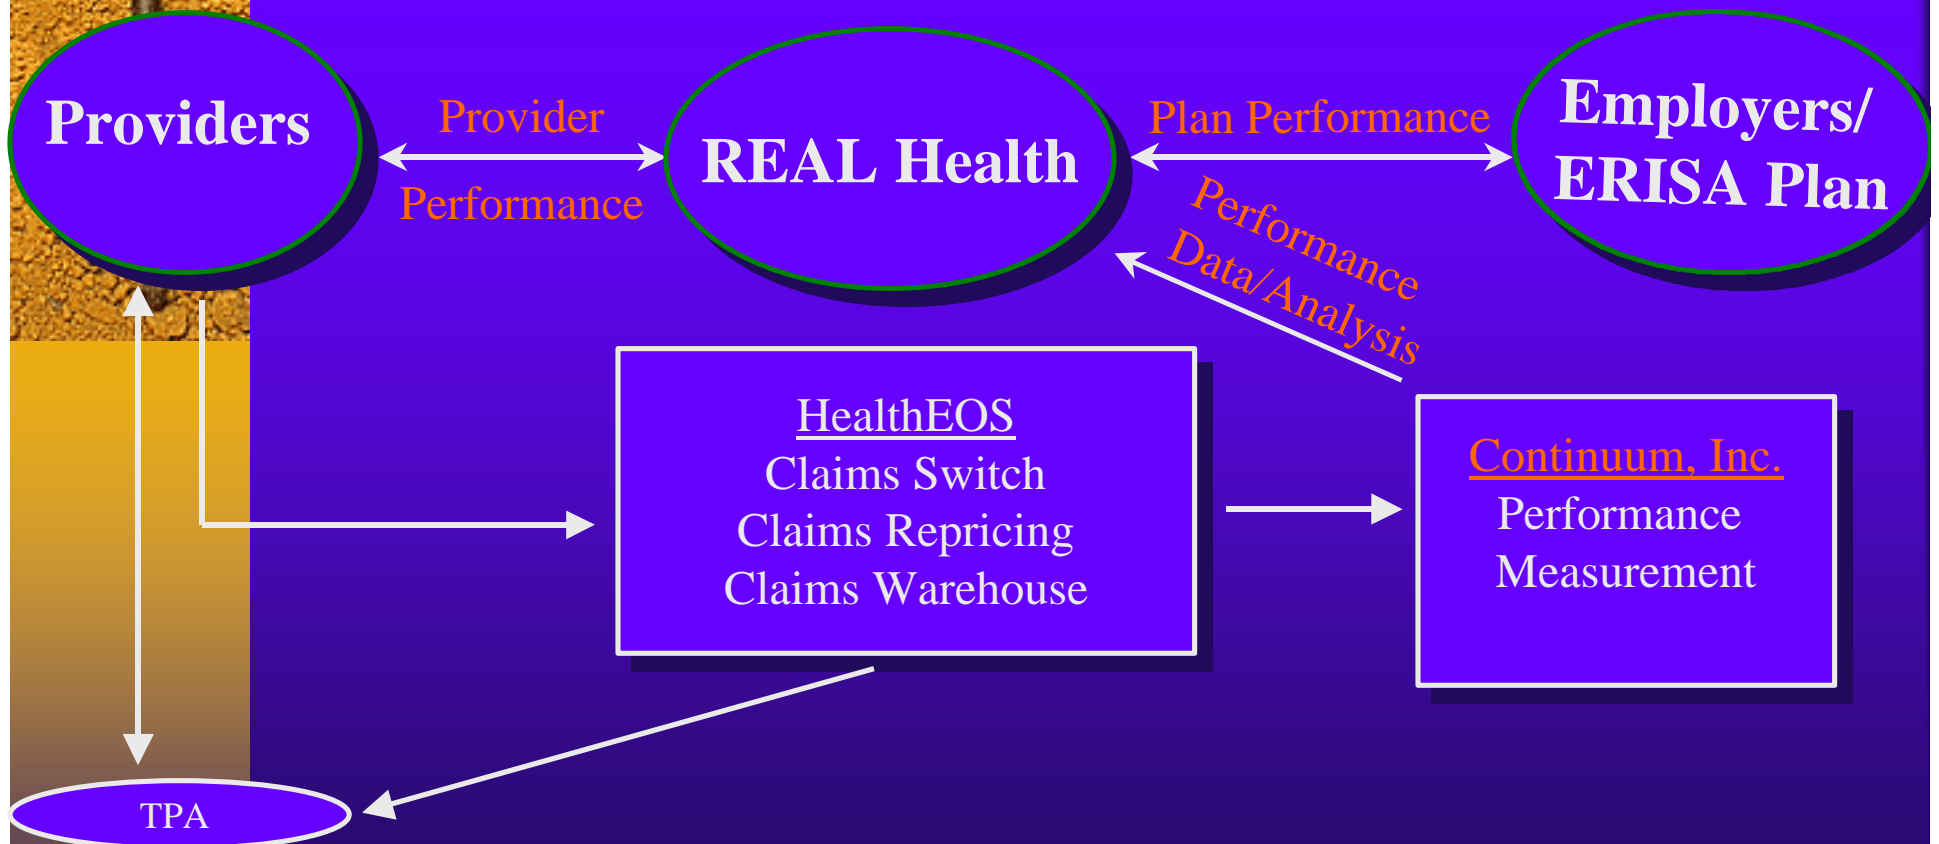 Providers
Provider
Performance
REAL Health
Plan Performance
Employers/
ERISA Plan
Performance
Data/Analysis
HealthEOS
Claims Switch
Claims Repricing
Claims Warehouse
Continuum, Inc.
Performance
Measurement
TPA